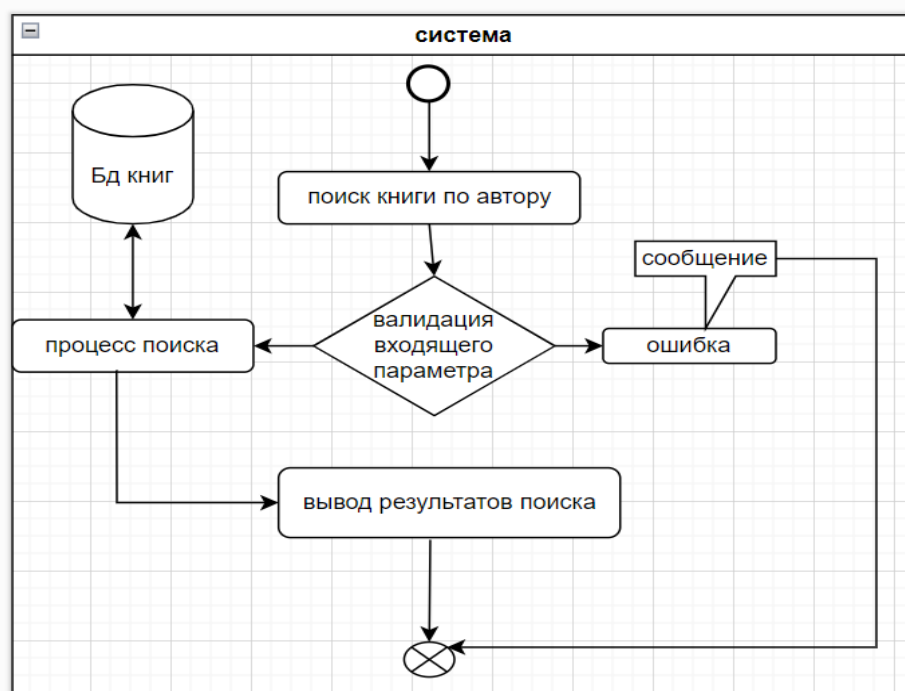 система
Бд книг
поиск книги по автору
сообщение
валидация
входящего
параметра
процесс поиска
ошибка
вывод результатов поиска